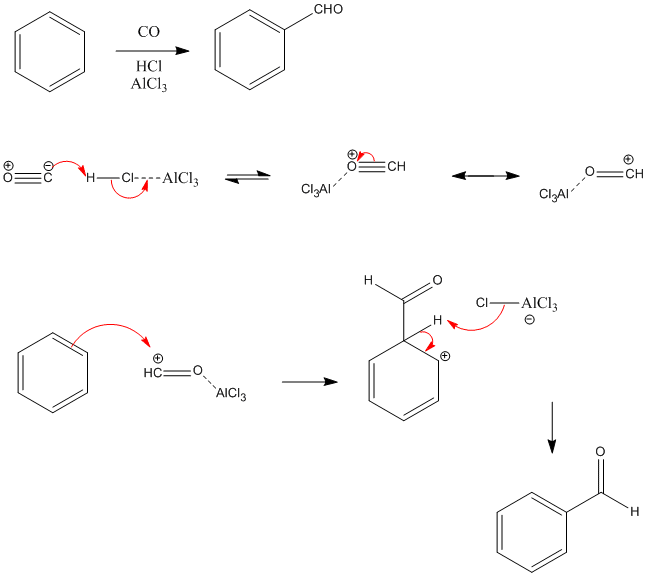 CHO
CO
HCl
AlCl3
⊕ ⊖
O C H Cl AlCl3
⊕
O CH
Cl3Al
⊕
O CH
Cl3Al
H O
H
Cl AlCl3
⊖
⊕
⊕
HC O
AlCl3
O
H